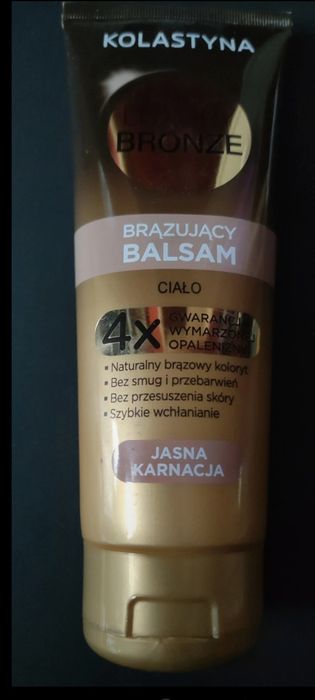 KOLASTYNA
BRONZE
BRĄZUJĄCY
BALSAM
CIAŁO
4x
GWARANCJA
WYMARZONEJ
OPALENIZNY
▪ Naturalny brązowy koloryt
▪ Bez smug i przebarwień
▪ Bez przesuszenia skóry
▪ Szybkie wchłanianie
JASNA
KARNACJA